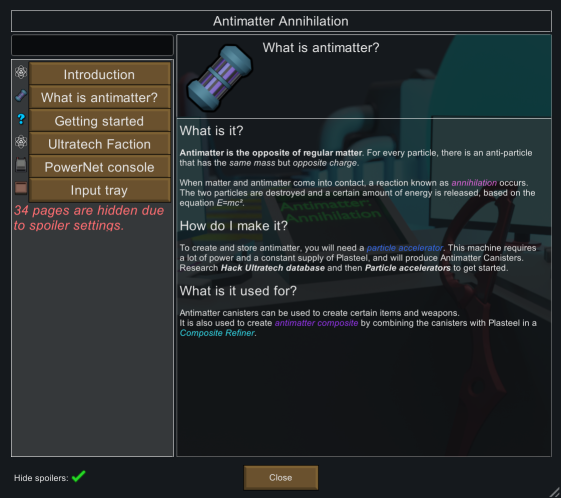 Antimatter Annihilation
What is antimatter?
Introduction
What is antimatter?
Getting started
Ultratech Faction
PowerNet console
Input tray
34 pages are hidden due
to spoiler settings.
What is it?
Antimatter is the opposite of regular matter. For every particle, there is an anti-particle
that has the same mass but opposite charge.
When matter and antimatter come into contact, a reaction known as annihilation occurs.
The two particles are destroyed and a certain amount of energy is released, based on the
equation E=mc².
Antimatter:
Annihilation
How do I make it?
To create and store antimatter, you will need a particle accelerator. This machine requires
a lot of power and a constant supply of Plasteel, and will produce Antimatter Canisters.
Research Hack Ultratech database and then Particle accelerators to get started.
What is it used for?
Antimatter canisters can be used to create certain items and weapons.
It is also used to create antimatter composite by combining the canisters with Plasteel in a
Composite Refiner.
Hide spoilers:
Close